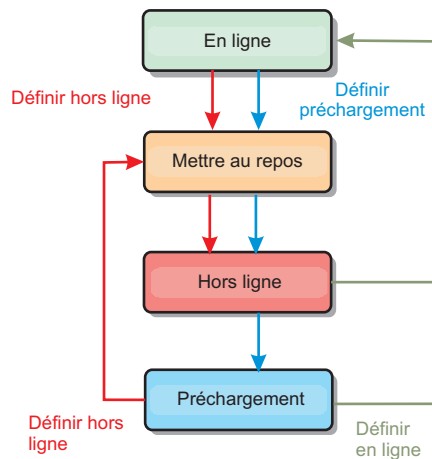 En ligne
Définir hors ligne
Définir
préchargement
Mettre au repos
Hors ligne
Préchargement
Définir hors
ligne
Définir
en ligne